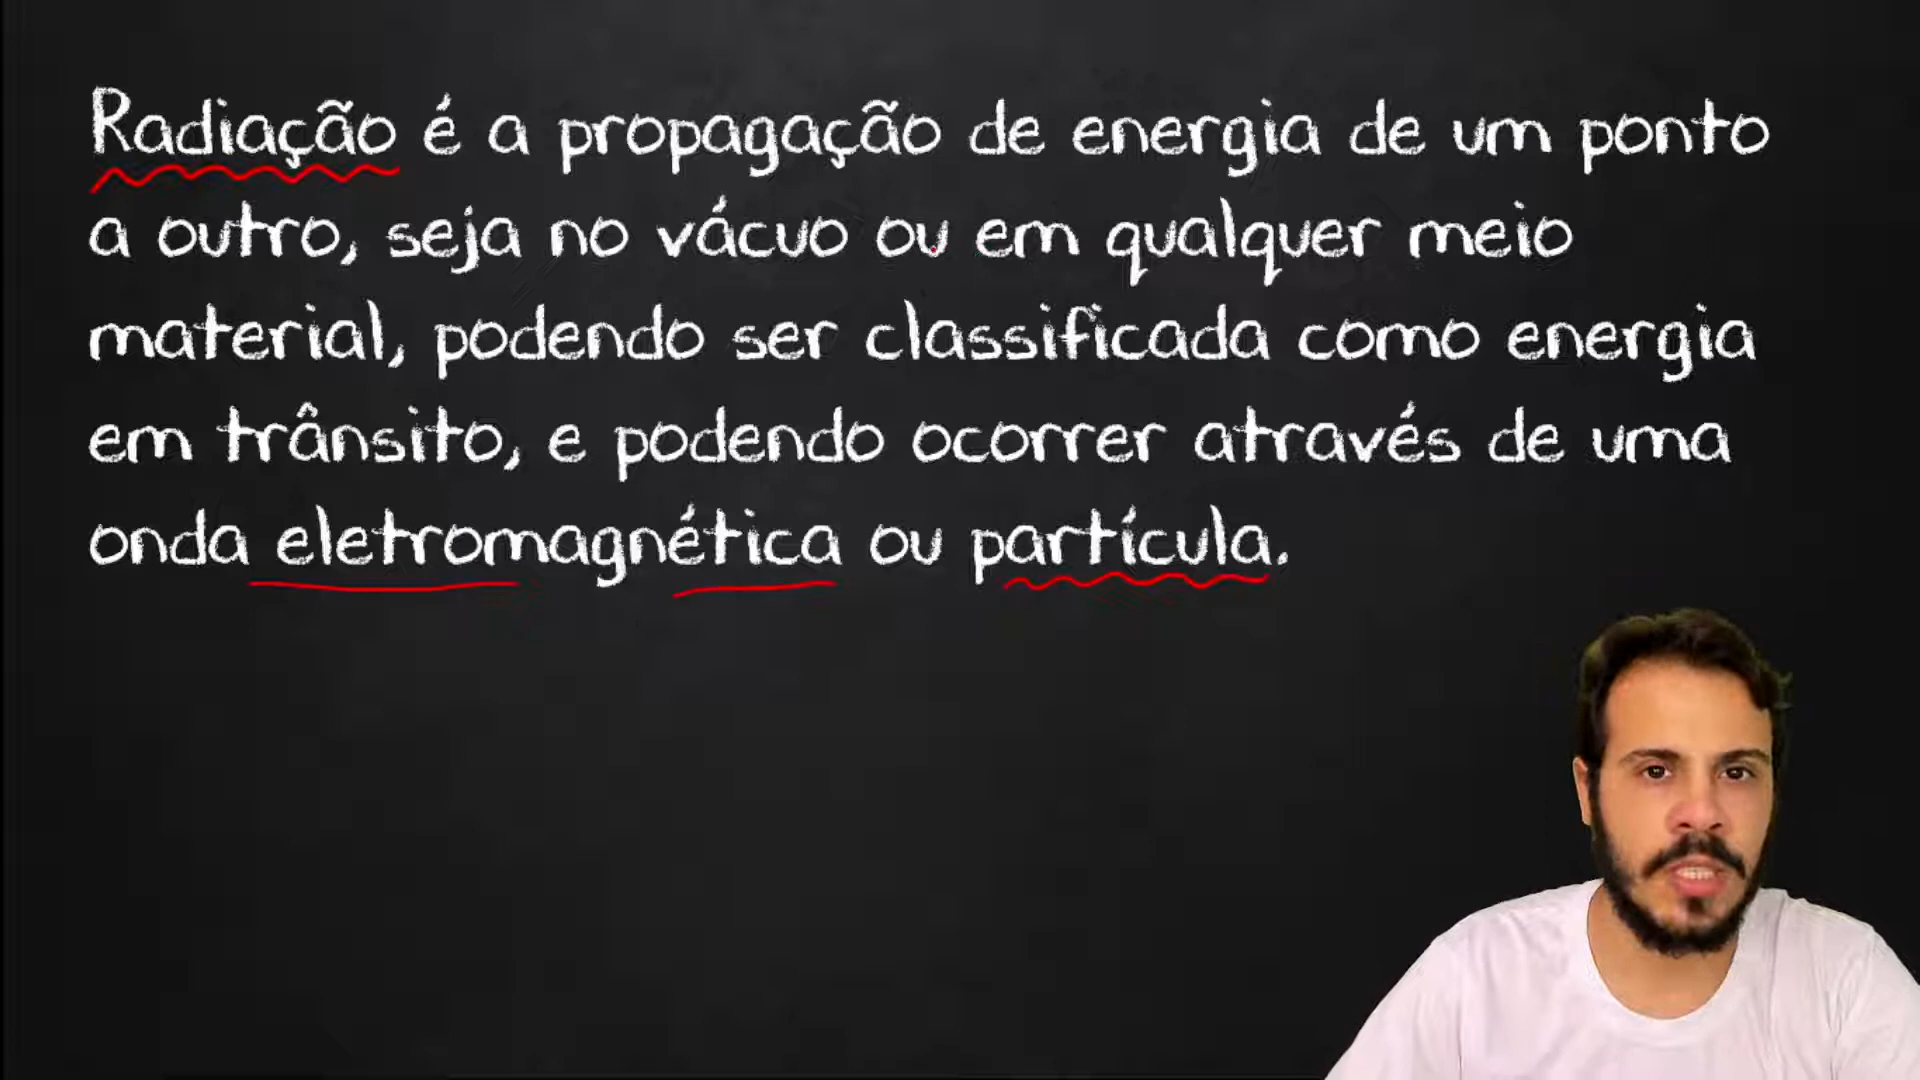 Radiação é a propagação de energia de um ponto
a outro, seja no vácuo ou em qualquer meio
material, podendo ser classificada como energia
em trânsito, e podendo ocorrer através de uma
onda eletromagnética ou partícula.